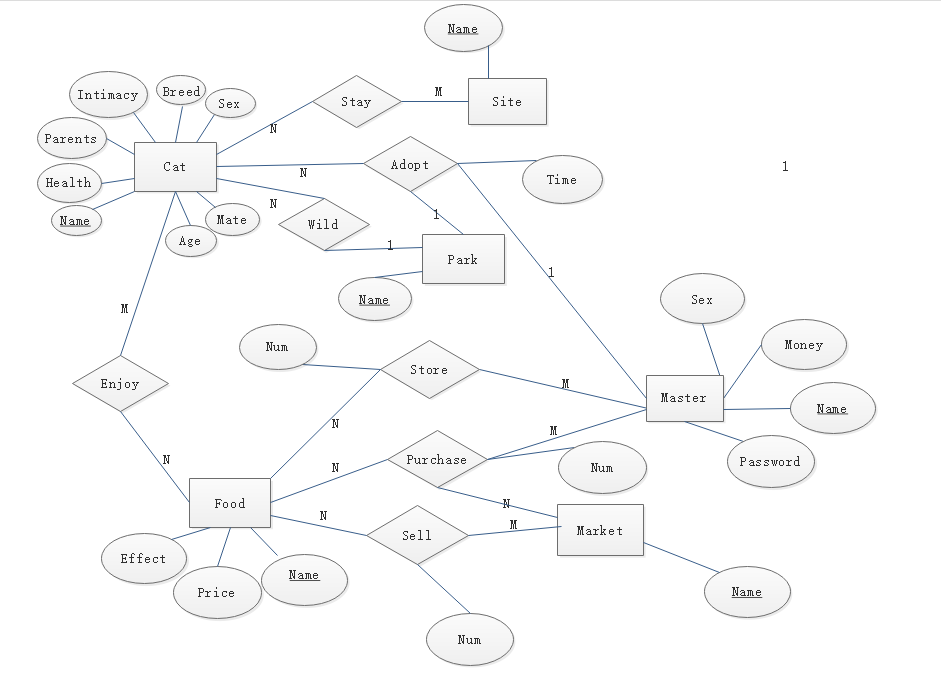 Name
Intimacy
Breed
Sex
Stay
M
Site
Parents
N
Cat
N
Adopt
1
Time
Health
N
Name
Mate
Wild
1
Age
1
Park
1
Name
Sex
M
Num
Money
Enjoy
Store
M
Master
Name
N
M
Password
N
N
Purchase
Num
Food
N
N
M
Sell
Market
Effect
Name
Price
Name
Num